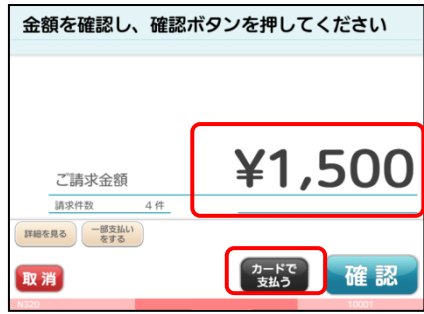 金額を確認し、確認ボタンを押してください
ご請求金額 ¥1,500
請求件数 4件
詳細を見る
一部支払い
をする
取消
カードで
支払う
確認
N320 10001